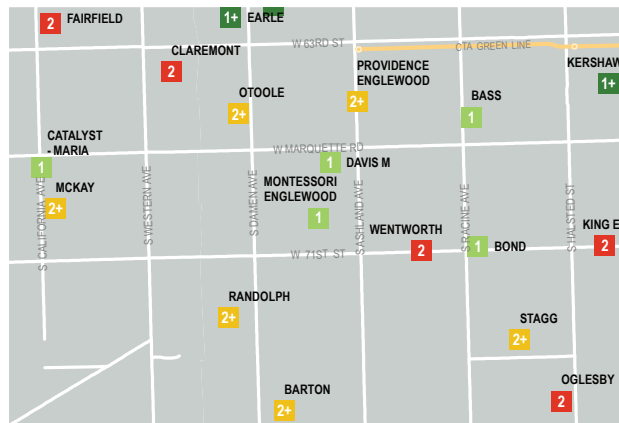 2 FAIRFIELD
1+ EARLE
W 63RD ST
CTA GREEN LINE
CLAREMONT
2
PROVIDENCE
ENGLEWOOD
2+
KERSHAW
1+
OTOOLE
2+
BASS
1
CATALYST
- MARIA
1
W MARQUETTE RD
1 DAVIS M
MCKAY
2+
MONTESSORI
ENGLEWOOD
1
S CALIFORNIA AVE
S WESTERN AVE
S DAMEN AVE
S ASHLAND AVE
S RACINE AVE
S HALSTED ST
WENTWORTH
2
1 BOND
KING E
2
W 71ST ST
RANDOLPH
2+
STAGG
2+
BARTON
2+
OGLESBY
2